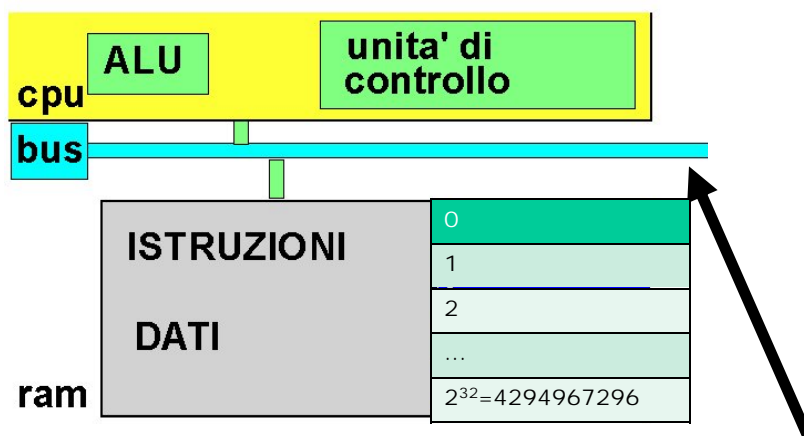 ALU
unita' di
controllo
cpu
bus
ISTRUZIONI
DATI
ram
0
1
2
...
2³²=4294967296